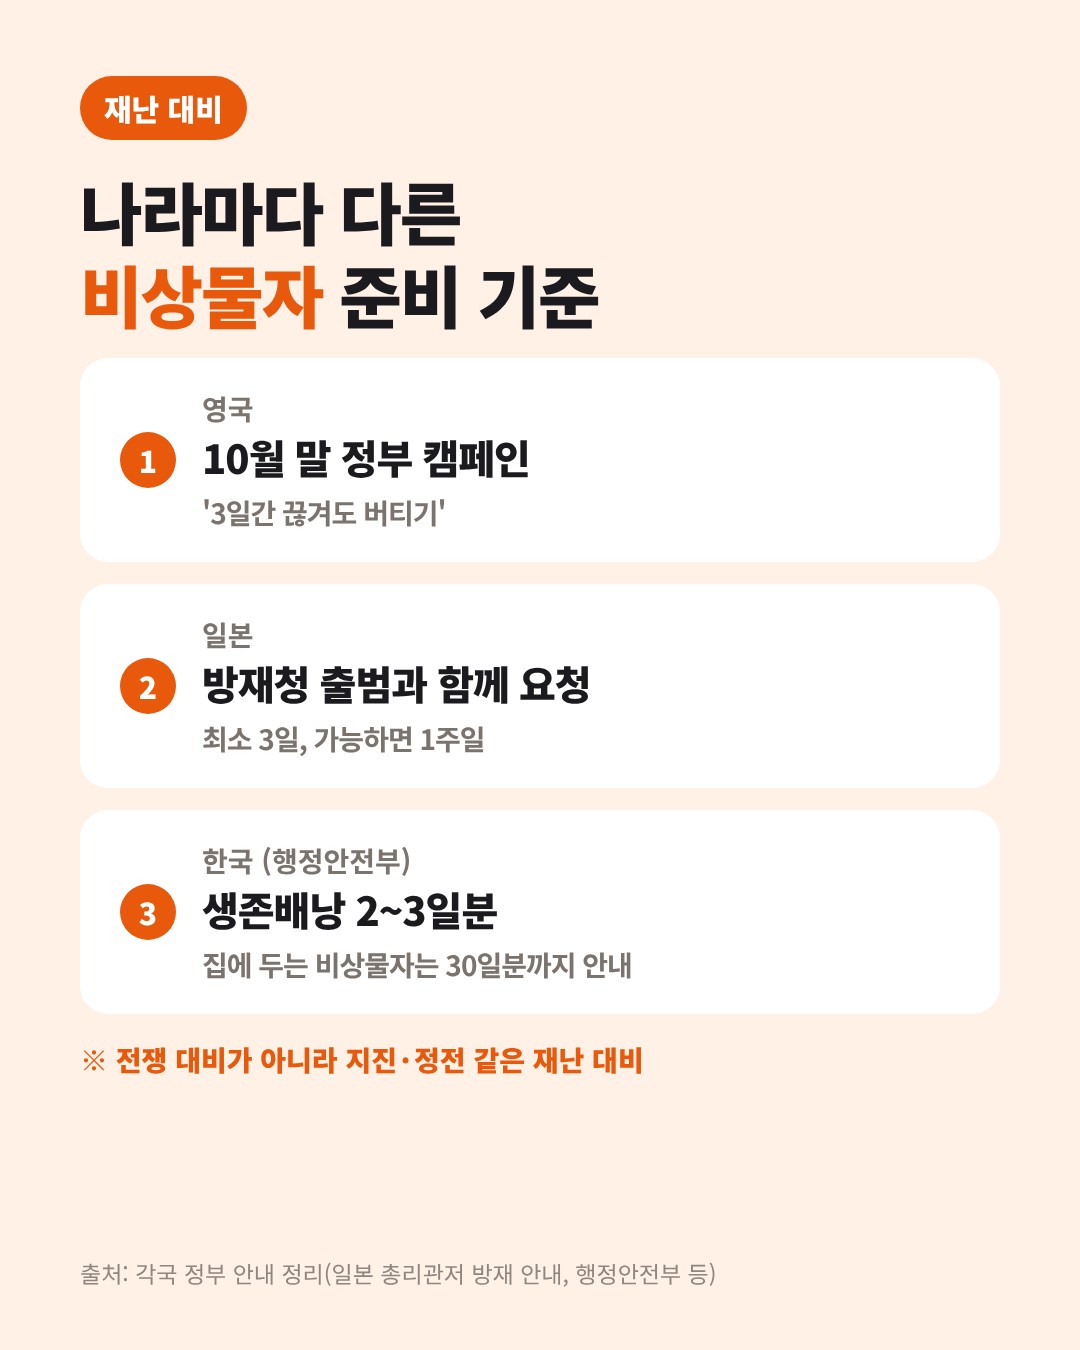 재난 대비
나라마다 다른
비상물자 준비 기준
영국
1
10월 말 정부 캠페인
'3일간 끊겨도 버티기'
일본
2
방재청 출범과 함께 요청
최소 3일, 가능하면 1주일
한국 (행정안전부)
3
생존배낭 2~3일분
집에 두는 비상물자는 30일분까지 안내
※ 전쟁 대비가 아니라 지진·정전 같은 재난 대비
출처: 각국 정부 안내 정리(일본 총리관저 방재 안내, 행정안전부 등)